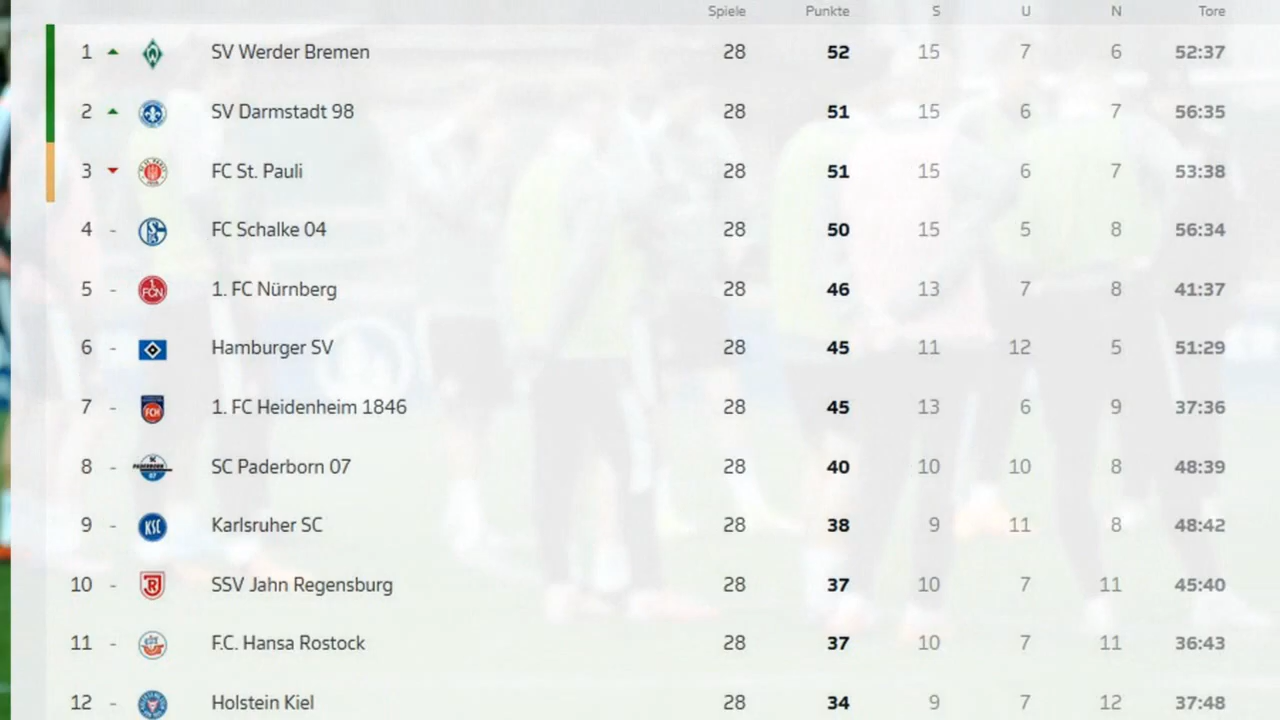 Spiele Punkte S U N Tore
1 SV Werder Bremen 28 52 15 7 6 52:37
2 SV Darmstadt 98 28 51 15 6 7 56:35
3 FC St. Pauli 28 51 15 6 7 53:38
4 - FC Schalke 04 28 50 15 5 8 56:34
5 - 1. FC Nürnberg 28 46 13 7 8 41:37
6 - Hamburger SV 28 45 11 12 5 51:29
7 - 1. FC Heidenheim 1846 28 45 13 6 9 37:36
8 - SC Paderborn 07 28 40 10 10 8 48:39
9 - KSC Karlsruher SC 28 38 9 11 8 48:42
10 - SSV Jahn Regensburg 28 37 10 7 11 45:40
11 - F.C. Hansa Rostock 28 37 10 7 11 36:43
12 - Holstein Kiel 28 34 9 7 12 37:48